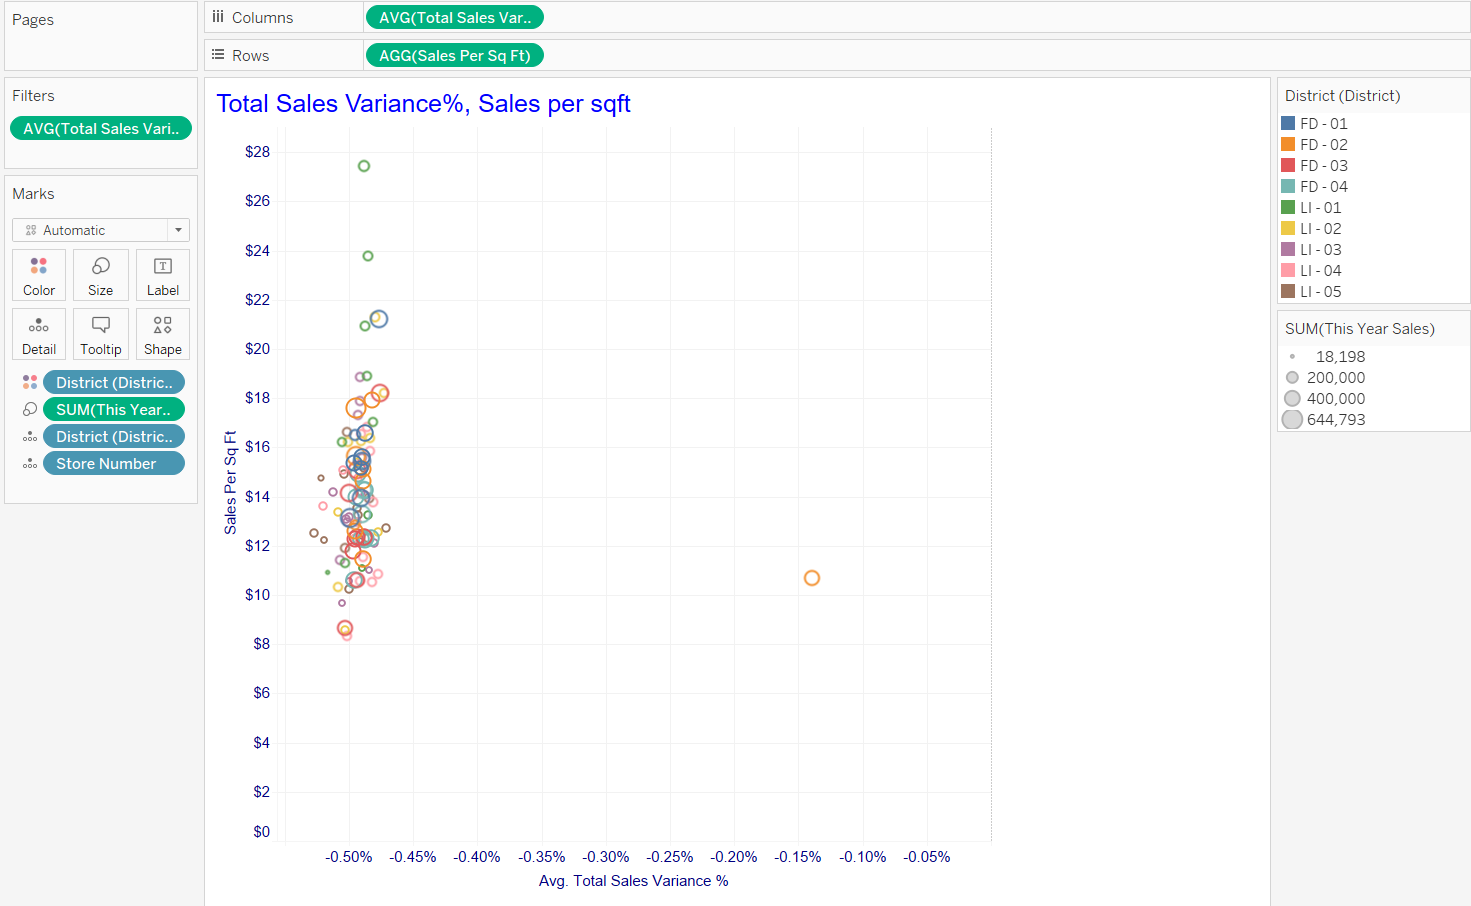 Pages
Columns
AVG(Total Sales Var..
Rows
AGG(Sales Per Sq Ft)
Filters
AVG(Total Sales Vari..
Marks
Automatic
Color
Size
Label
Detail
Tooltip
Shape
District (Distric..
SUM(This Year..
District (Distric..
Store Number
Total Sales Variance%, Sales per sqft
Sales Per Sq Ft
$28
$26
$24
$22
$20
$18
$16
$14
$12
$10
$8
$6
$4
$2
$0
-0.50% -0.45% -0.40% -0.35% -0.30% -0.25% -0.20% -0.15% -0.10% -0.05%
Avg. Total Sales Variance %
District (District)
FD - 01
FD - 02
FD - 03
FD - 04
LI - 01
LI - 02
LI - 03
LI - 04
LI - 05
SUM(This Year Sales)
18,198
200,000
400,000
644,793